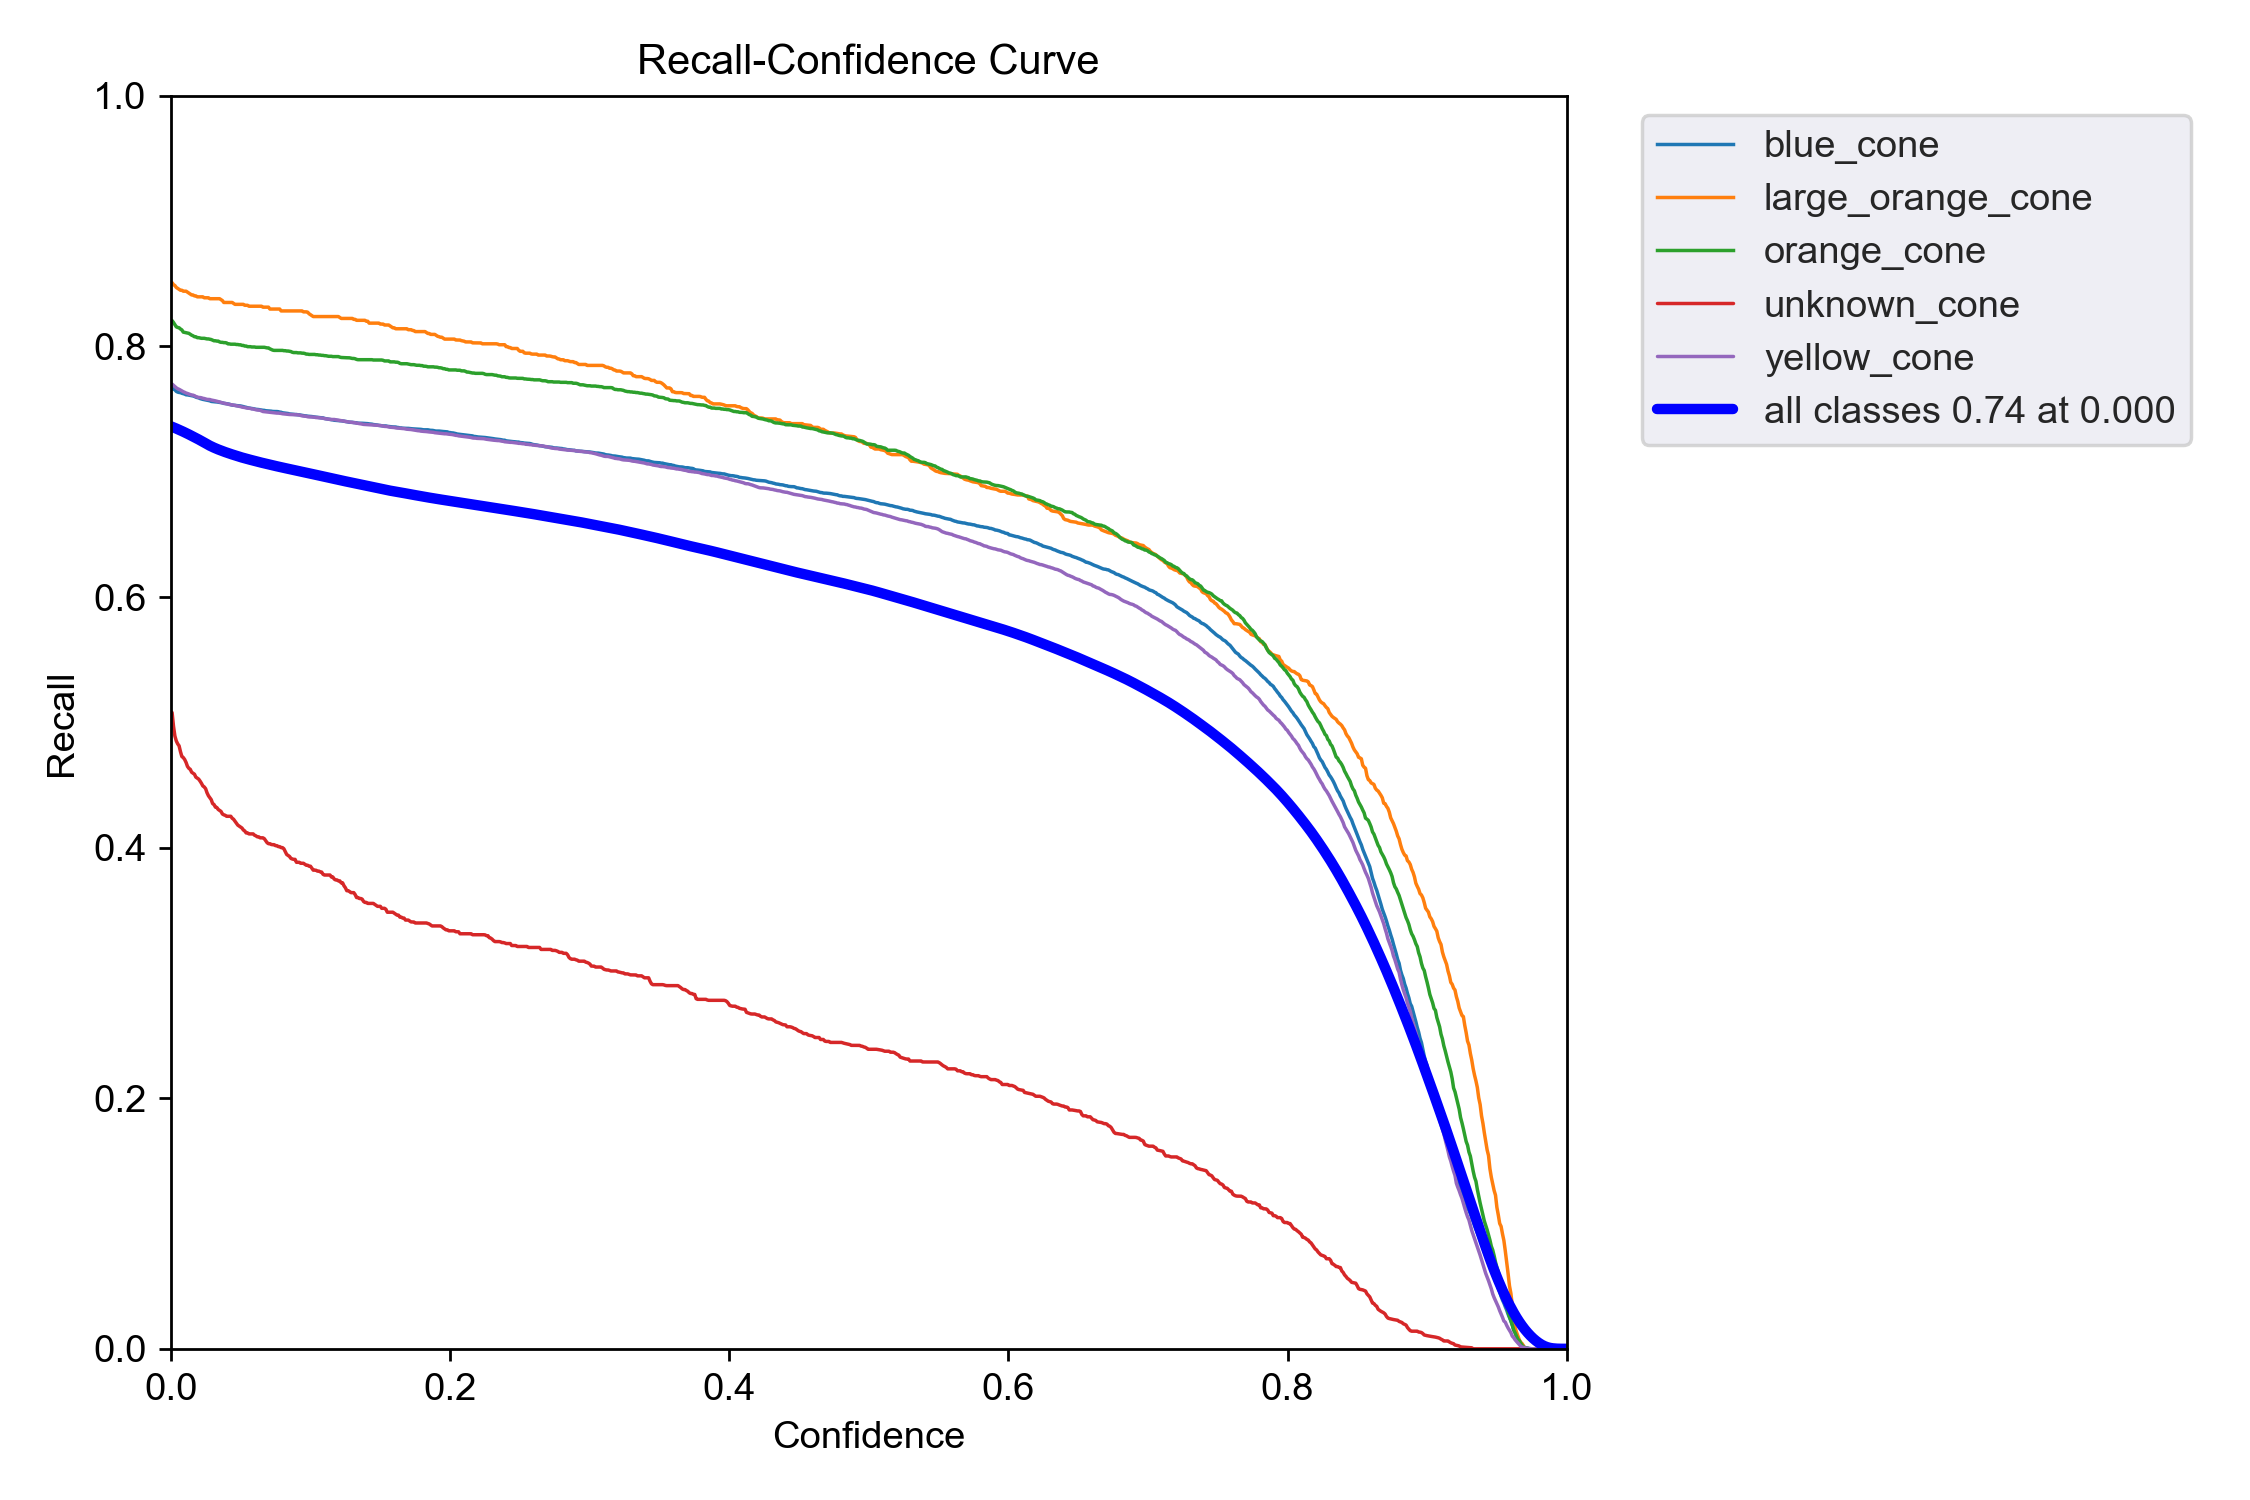 Recall-Confidence Curve
1.0
0.8
0.6
0.4
0.2
0.0
Recall
0.0 0.2 0.4 0.6 0.8 1.0
Confidence
blue_cone
large_orange_cone
orange_cone
unknown_cone
yellow_cone
all classes 0.74 at 0.000